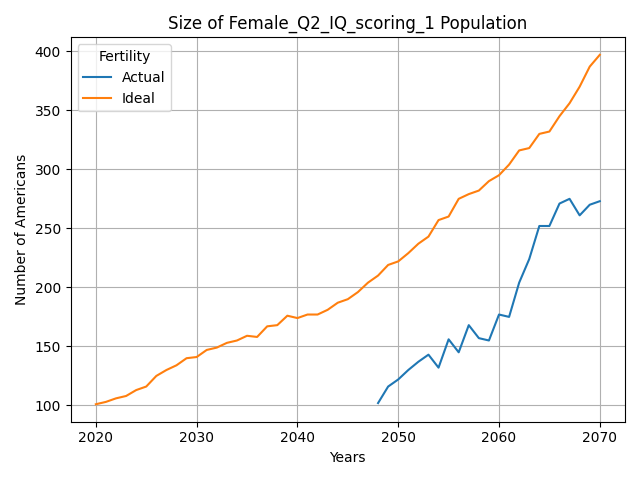 Size of Female_Q2_IQ_scoring_1 Population
Fertility
Actual
Ideal
Number of Americans
400
350
300
250
200
150
100
2020 2030 2040 2050 2060 2070
Years